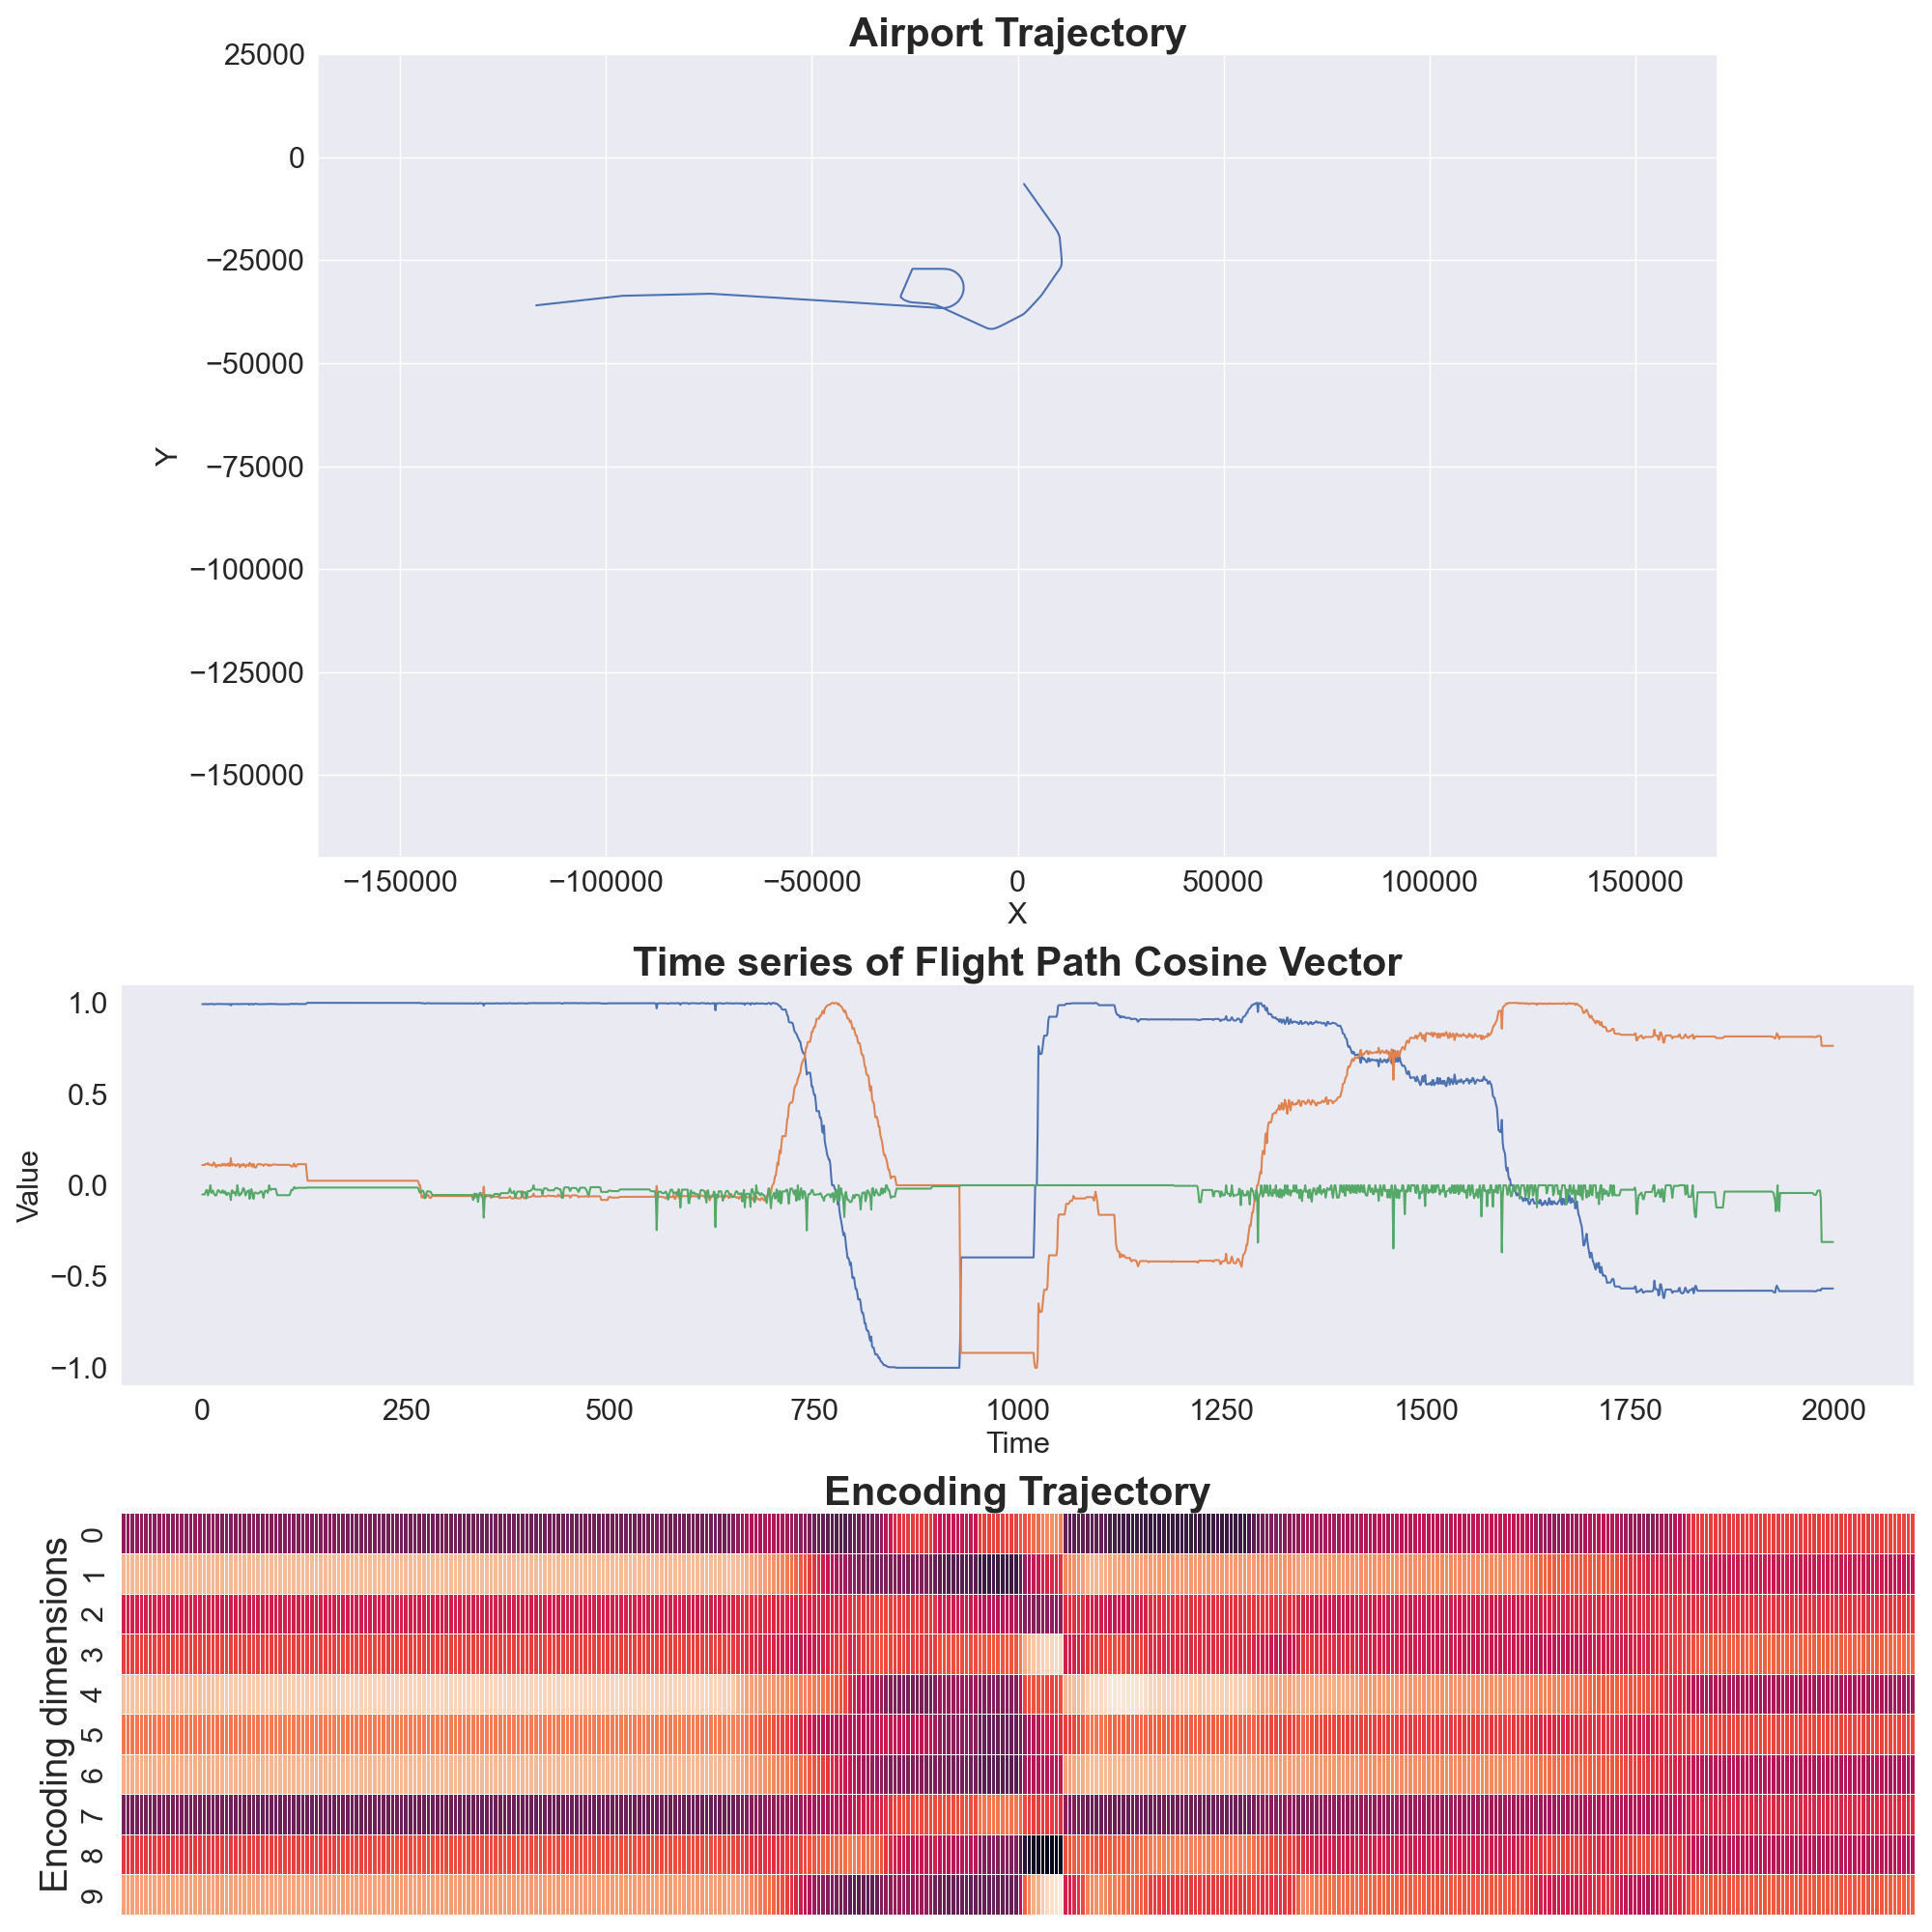 Airport Trajectory
25000
0
−25000
−50000
−75000
−100000
−125000
−150000
Y
−150000 −100000 −50000 0 50000 100000 150000
X
Time series of Flight Path Cosine Vector
1.0
0.5
0.0
−0.5
−1.0
Value
0 250 500 750 1000 1250 1500 1750 2000
Time
Encoding Trajectory
Encoding dimensions
0
1
2
3
4
5
6
7
8
9